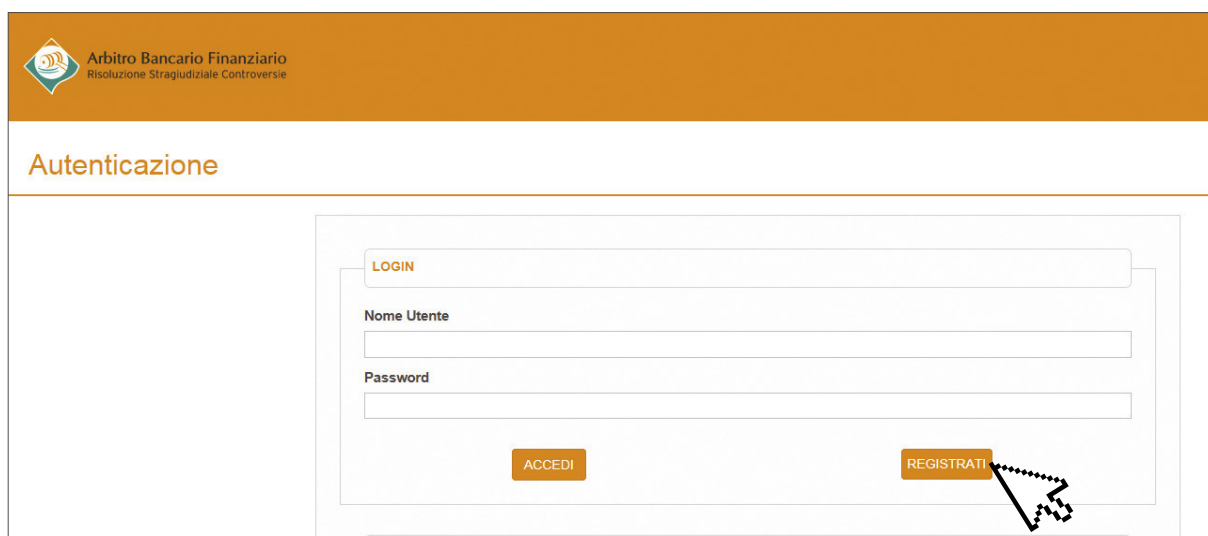 Arbitro Bancario Finanziario
Risoluzione Stragiudiziale Controversie
Autenticazione
LOGIN
Nome Utente
Password
ACCEDI
REGISTRATI